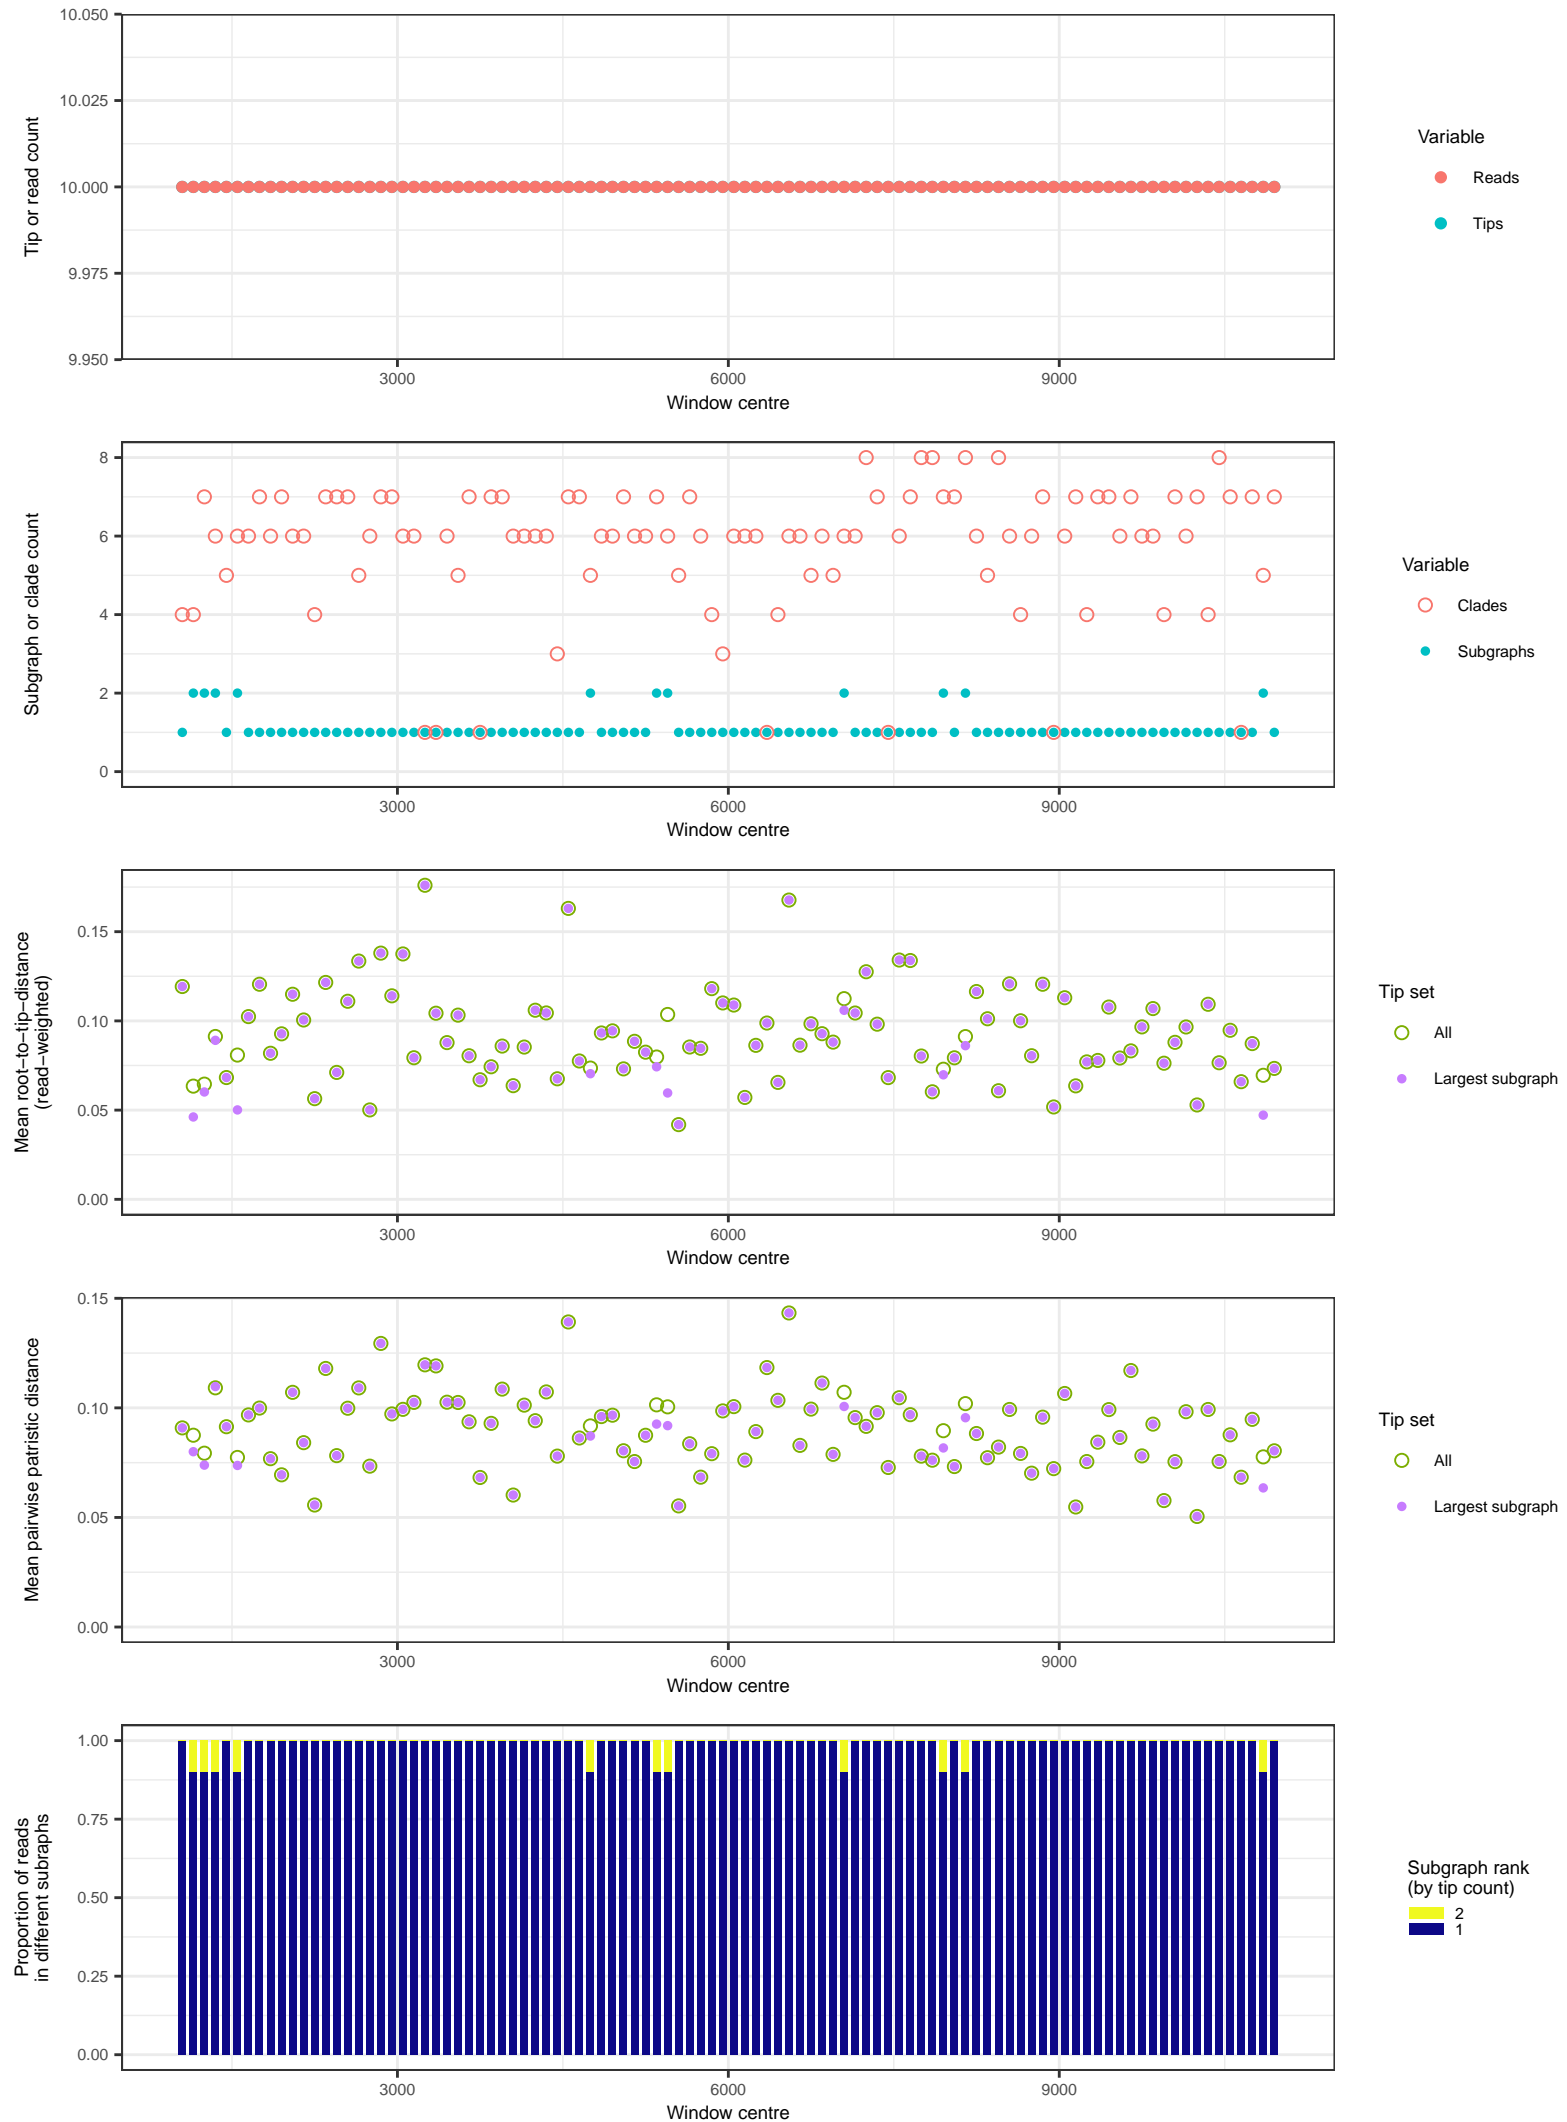 10.050
10.025
10.000
9.975
9.950
Tip or read count
3000
6000
9000
Window centre
Variable
Reads
Tips
8
6
4
2
0
Subgraph or clade count
3000
6000
9000
Window centre
Variable
Clades
Subgraphs
0.15
0.10
0.05
0.00
Mean root−to−tip−distance
(read−weighted)
3000
6000
9000
Window centre
Tip set
All
Largest subgraph
0.15
0.10
0.05
0.00
Mean pairwise patristic distance
3000
6000
9000
Window centre
Tip set
All
Largest subgraph
1.00
0.75
0.50
0.25
0.00
Proportion of reads
in different subraphs
3000
6000
9000
Window centre
Subgraph rank
(by tip count)
2
1